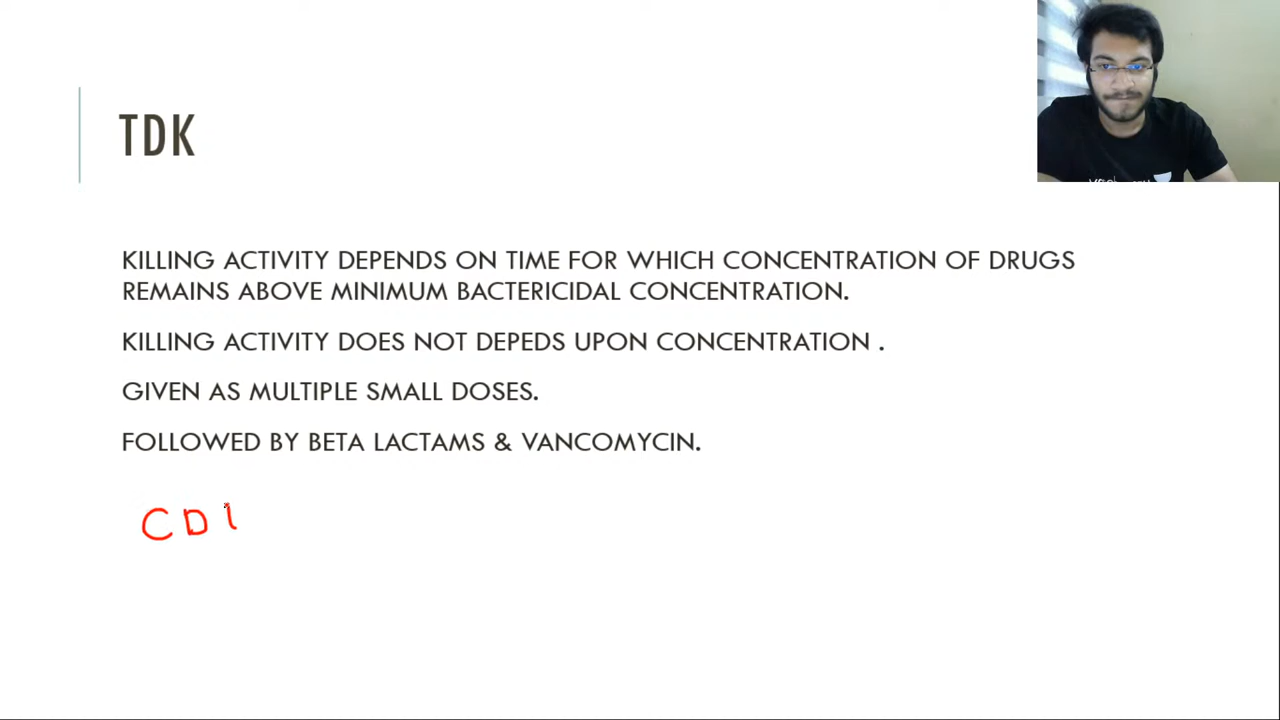 TDK
KILLING ACTIVITY DEPENDS ON TIME FOR WHICH CONCENTRATION OF DRUGS
REMAINS ABOVE MINIMUM BACTERICIDAL CONCENTRATION.
KILLING ACTIVITY DOES NOT DEPEDS UPON CONCENTRATION .
GIVEN AS MULTIPLE SMALL DOSES.
FOLLOWED BY BETA LACTAMS & VANCOMYCIN.
CD